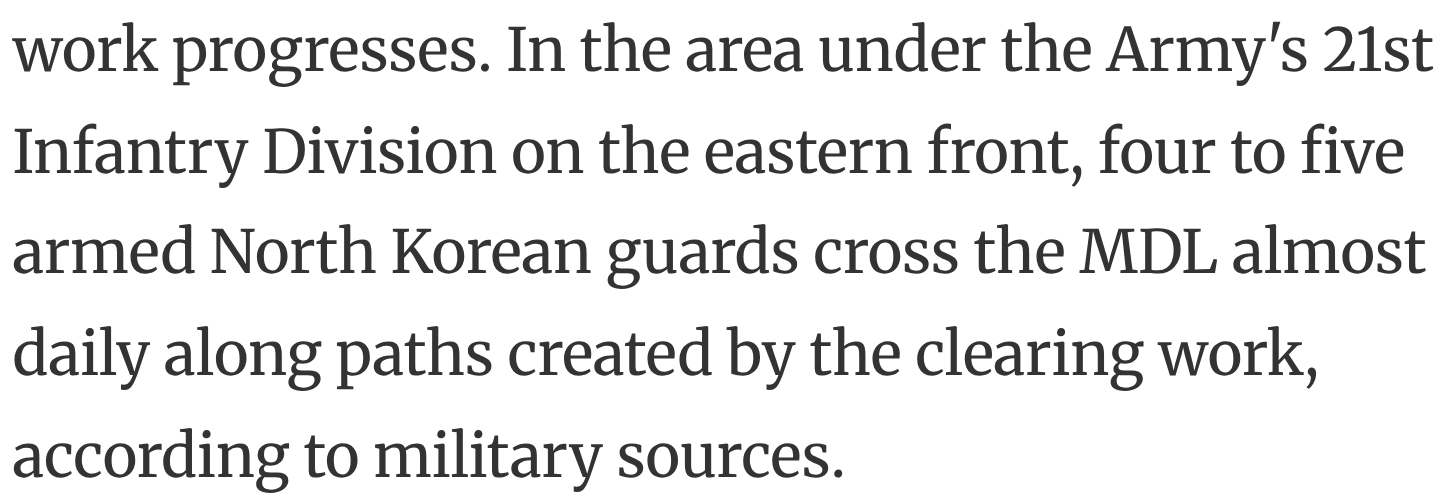 work progresses. In the area under the Army's 21st
Infantry Division on the eastern front, four to five
armed North Korean guards cross the MDL almost
daily along paths created by the clearing work,
according to military sources.